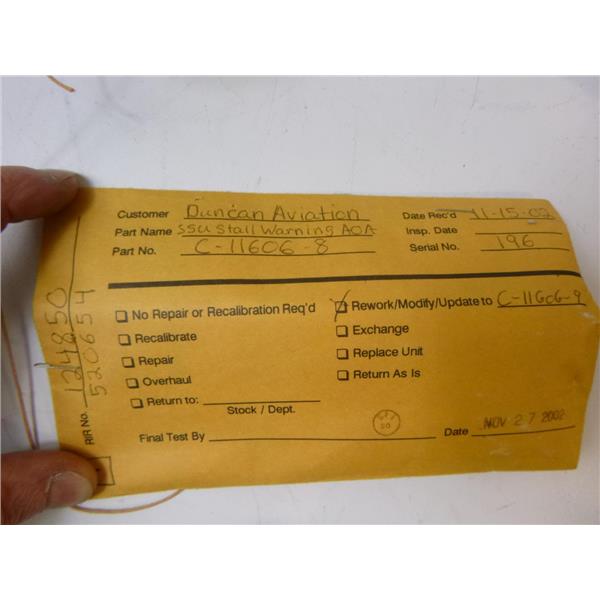 Customer Duncan Aviation Date Rec'd 11-15-02
Part Name SSU Stall Warning AOA Insp. Date
Part No. C-11606-8 Serial No. 196
No Repair or Recalibration Req'd Rework/Modify/Update to C-11606-9
Recalibrate Exchange
Repair Replace Unit
Overhaul Return As Is
Return to:
Stock / Dept.
Final Test By Date NOV 27 2002
RIR No. 124850
520654